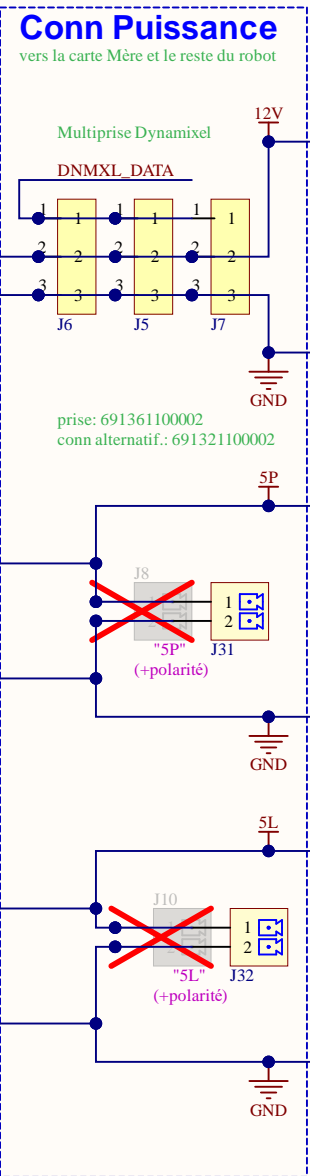 Conn Puissance
vers la carte Mère et le reste du robot
12V
Multiprise Dynamixel
DNMXL_DATA
1 1 1 1 1 1
2 2 2 2 2 2
3 3 3 3 3 3
J6 J5 J7
GND
prise: 691361100002
conn alternatif.: 691321100002
5P
J8
1
2
"5P" J31
(+polarité)
GND
5L
J10
1
2
"5L" J32
(+polarité)
GND